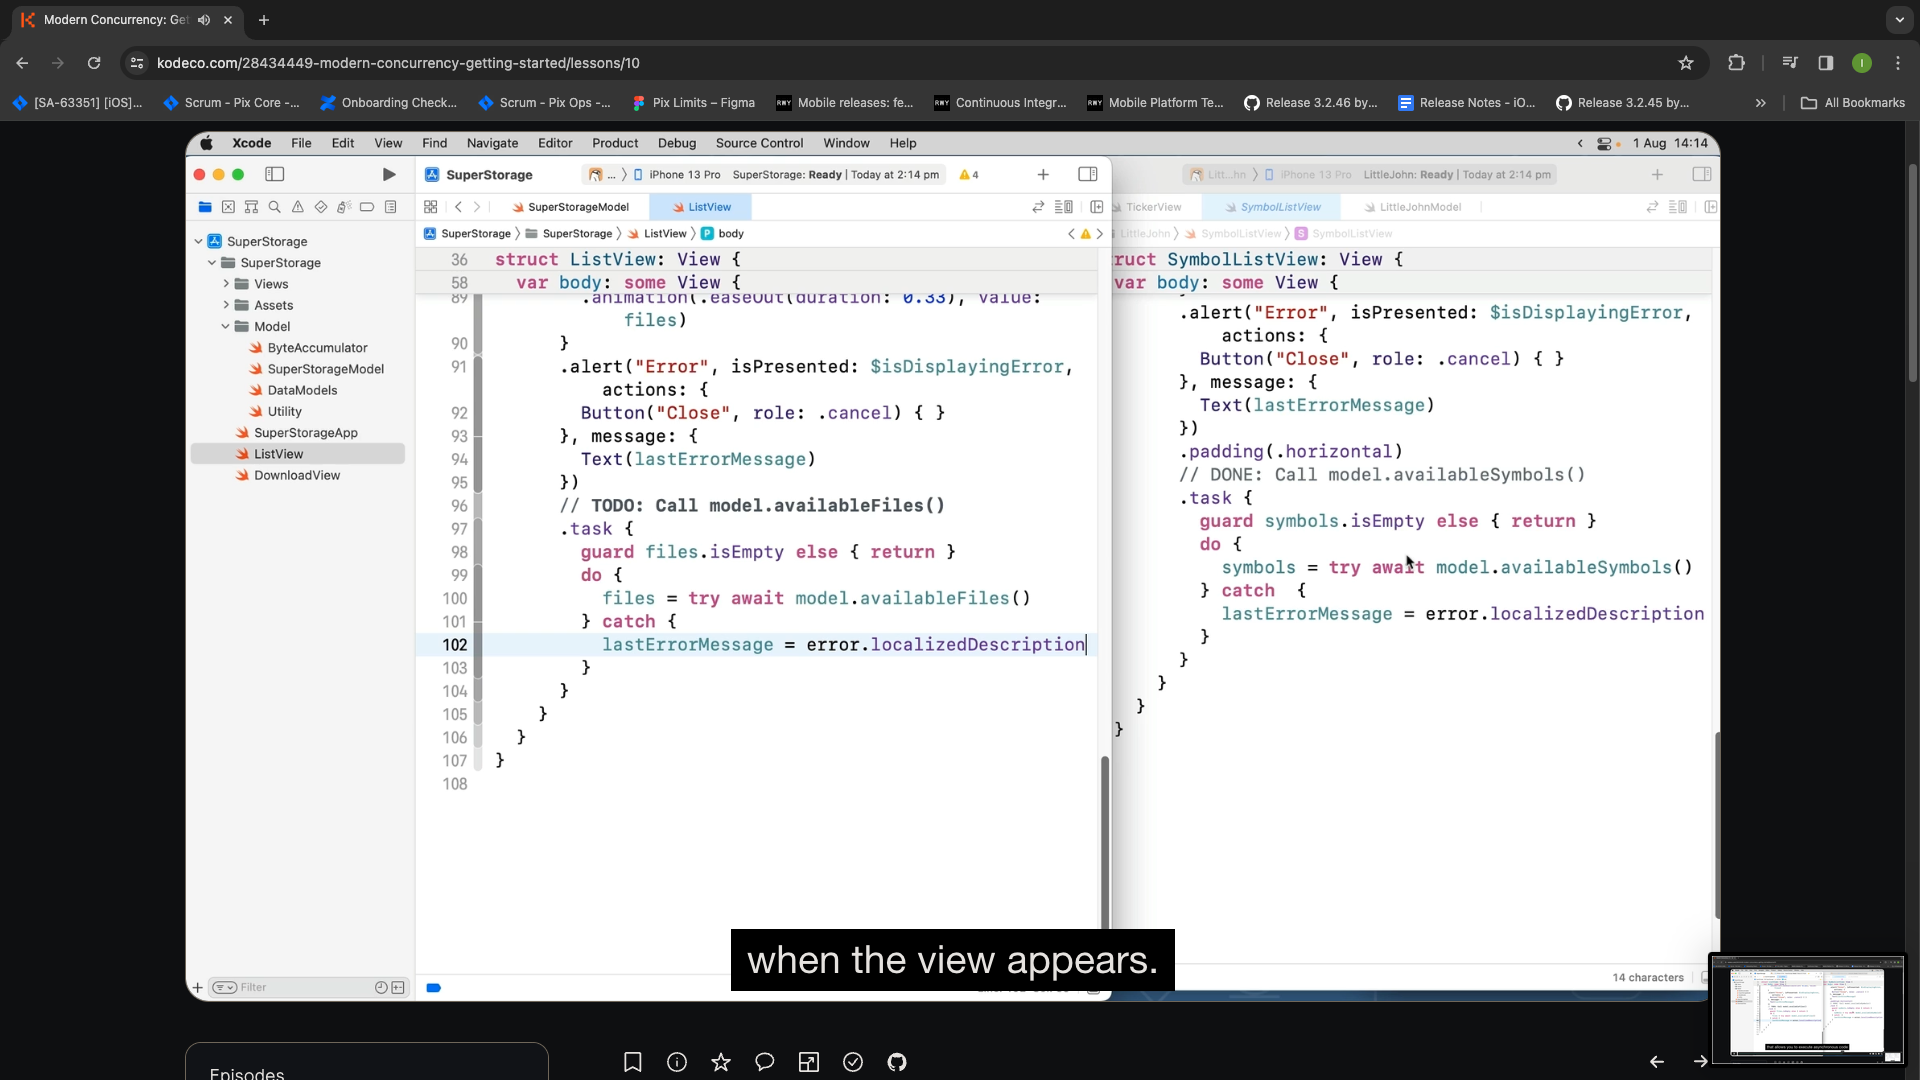 Modern Concurrency: Get
kodeco.com/28434449-modern-concurrency-getting-started/lessons/10
[SA-63351] [iOS]...
Scrum - Pix Core -...
Onboarding Check...
Scrum - Pix Ops -...
Pix Limits – Figma
Mobile releases: fe...
Continuous Integr...
Mobile Platform Te...
Release 3.2.46 by...
Release Notes - iO...
Release 3.2.45 by...
All Bookmarks
Xcode File Edit View Find Navigate Editor Product Debug Source Control Window Help
1 Aug 14:14
SuperStorage
... iPhone 13 Pro SuperStorage: Ready | Today at 2:14 pm
4
Litt...hn iPhone 13 Pro LittleJohn: Ready | Today at 2:14 pm
SuperStorageModel
ListView
TickerView
SymbolListView
LittleJohnModel
SuperStorage
SuperStorage
Views
Assets
Model
ByteAccumulator
SuperStorageModel
DataModels
Utility
SuperStorageApp
ListView
DownloadView
Filter
SuperStorage SuperStorage ListView P body
36 struct ListView: View {
58 var body: some View {
89 .animation(.easeOut(duration: 0.33), value:
files)
90 }
91 .alert("Error", isPresented: $isDisplayingError,
actions: {
92 Button("Close", role: .cancel) { }
93 }, message: {
94 Text(lastErrorMessage)
95 })
96 // TODO: Call model.availableFiles()
97 .task {
98 guard files.isEmpty else { return }
99 do {
100 files = try await model.availableFiles()
101 } catch {
102 lastErrorMessage = error.localizedDescription
103 }
104 }
105 }
106 }
107 }
108
LittleJohn SymbolListView S SymbolListView
ruct SymbolListView: View {
var body: some View {
.alert("Error", isPresented: $isDisplayingError,
actions: {
Button("Close", role: .cancel) { }
}, message: {
Text(lastErrorMessage)
})
.padding(.horizontal)
// DONE: Call model.availableSymbols()
.task {
guard symbols.isEmpty else { return }
do {
symbols = try await model.availableSymbols()
} catch {
lastErrorMessage = error.localizedDescription
}
}
}
}
}
when the view appears.
14 characters
Episodes